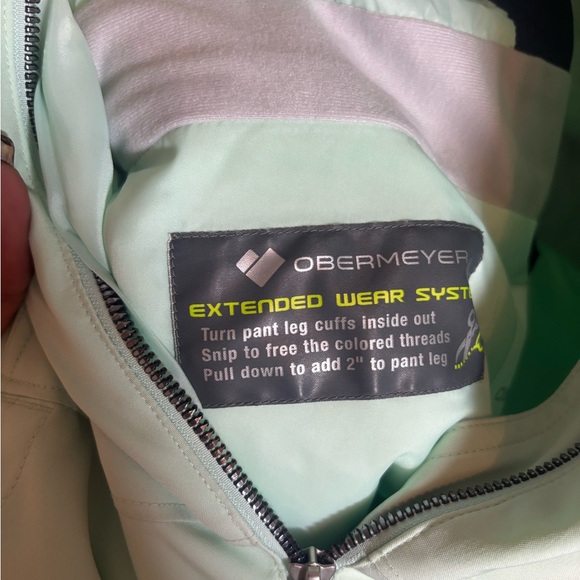 OBERMEYER
EXTENDED WEAR
Turn pant leg cuffs inside out
Snip to free the colored threads
Pull down to add 2" to pant leg